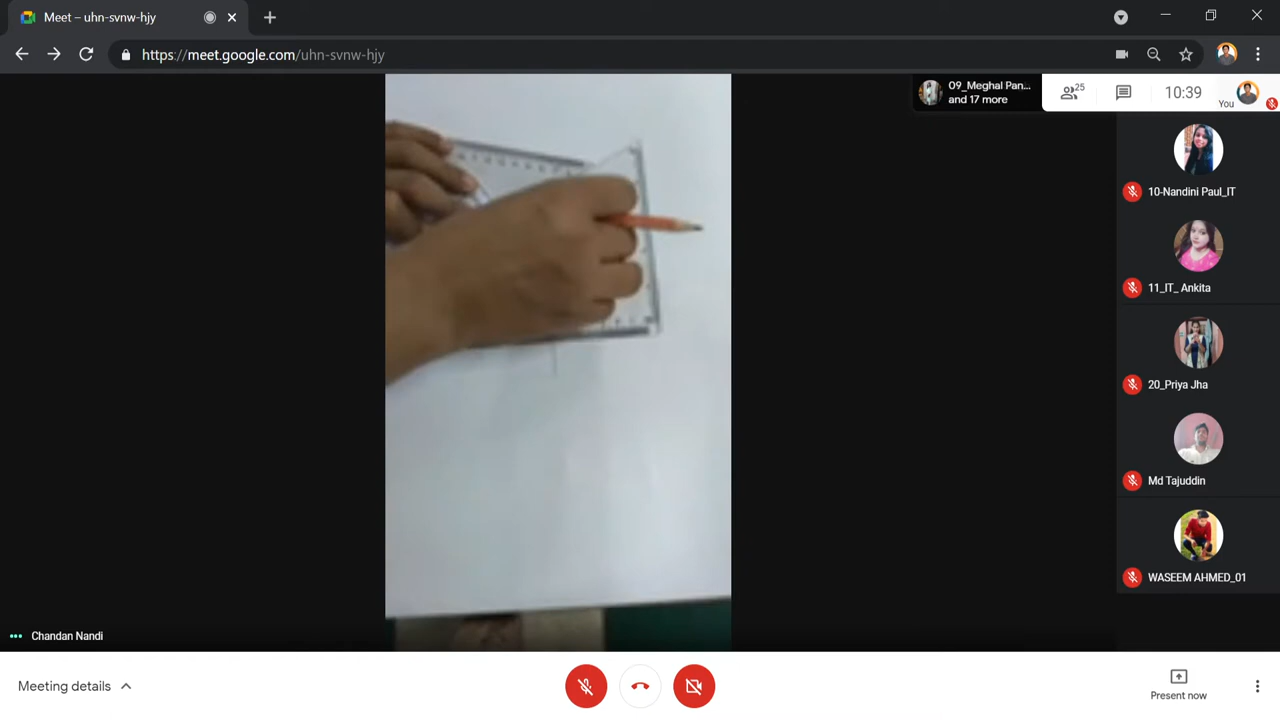 Meet – uhn-svnw-hjy
https://meet.google.com/uhn-svnw-hjy
09_Meghal Pan...
and 17 more
25
10:39
You
10-Nandini Paul_IT
11_IT_ Ankita
20_Priya Jha
Md Tajuddin
WASEEM AHMED_01
Chandan Nandi
Meeting details
Present now